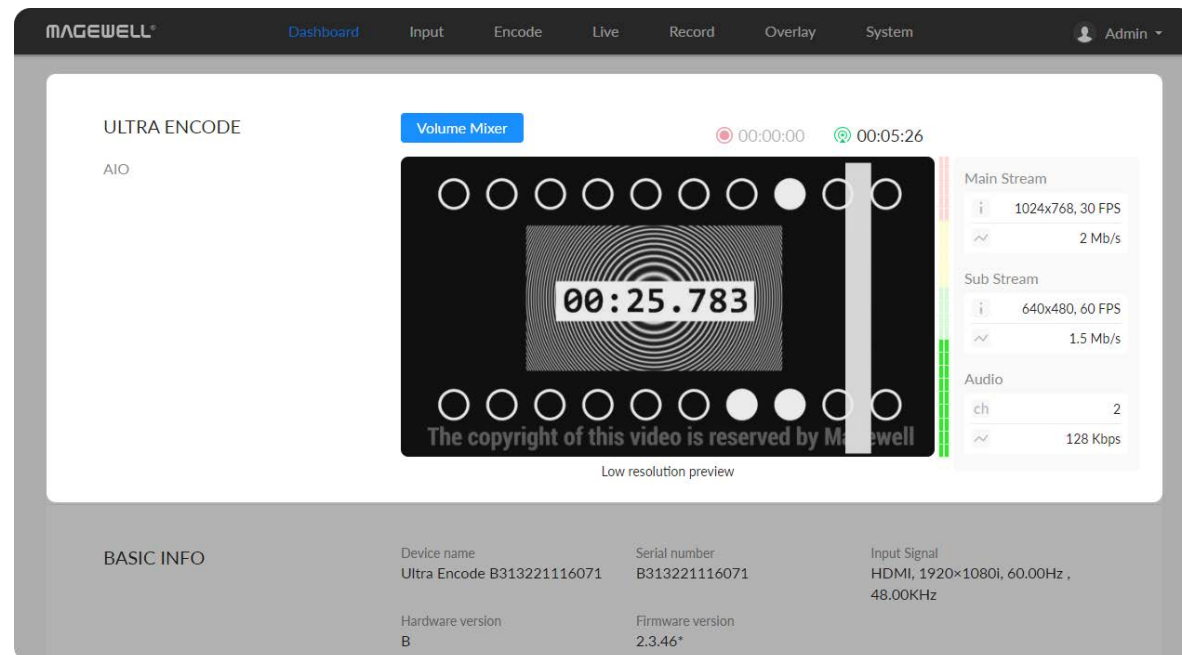 MAGEWELL®
Dashboard Input Encode Live Record Overlay System Admin
ULTRA ENCODE
AIO
Volume Mixer
00:00:00 00:05:26
00:25.783
The copyright of this video is reserved by Ma ewell
Low resolution preview
Main Stream
i 1024x768, 30 FPS
2 Mb/s
Sub Stream
i 640x480, 60 FPS
1.5 Mb/s
Audio
ch 2
128 Kbps
BASIC INFO
Device name
Ultra Encode B313221116071
Serial number
B313221116071
Input Signal
HDMI, 1920×1080i, 60.00Hz ,
48.00KHz
Hardware version
B
Firmware version
2.3.46*